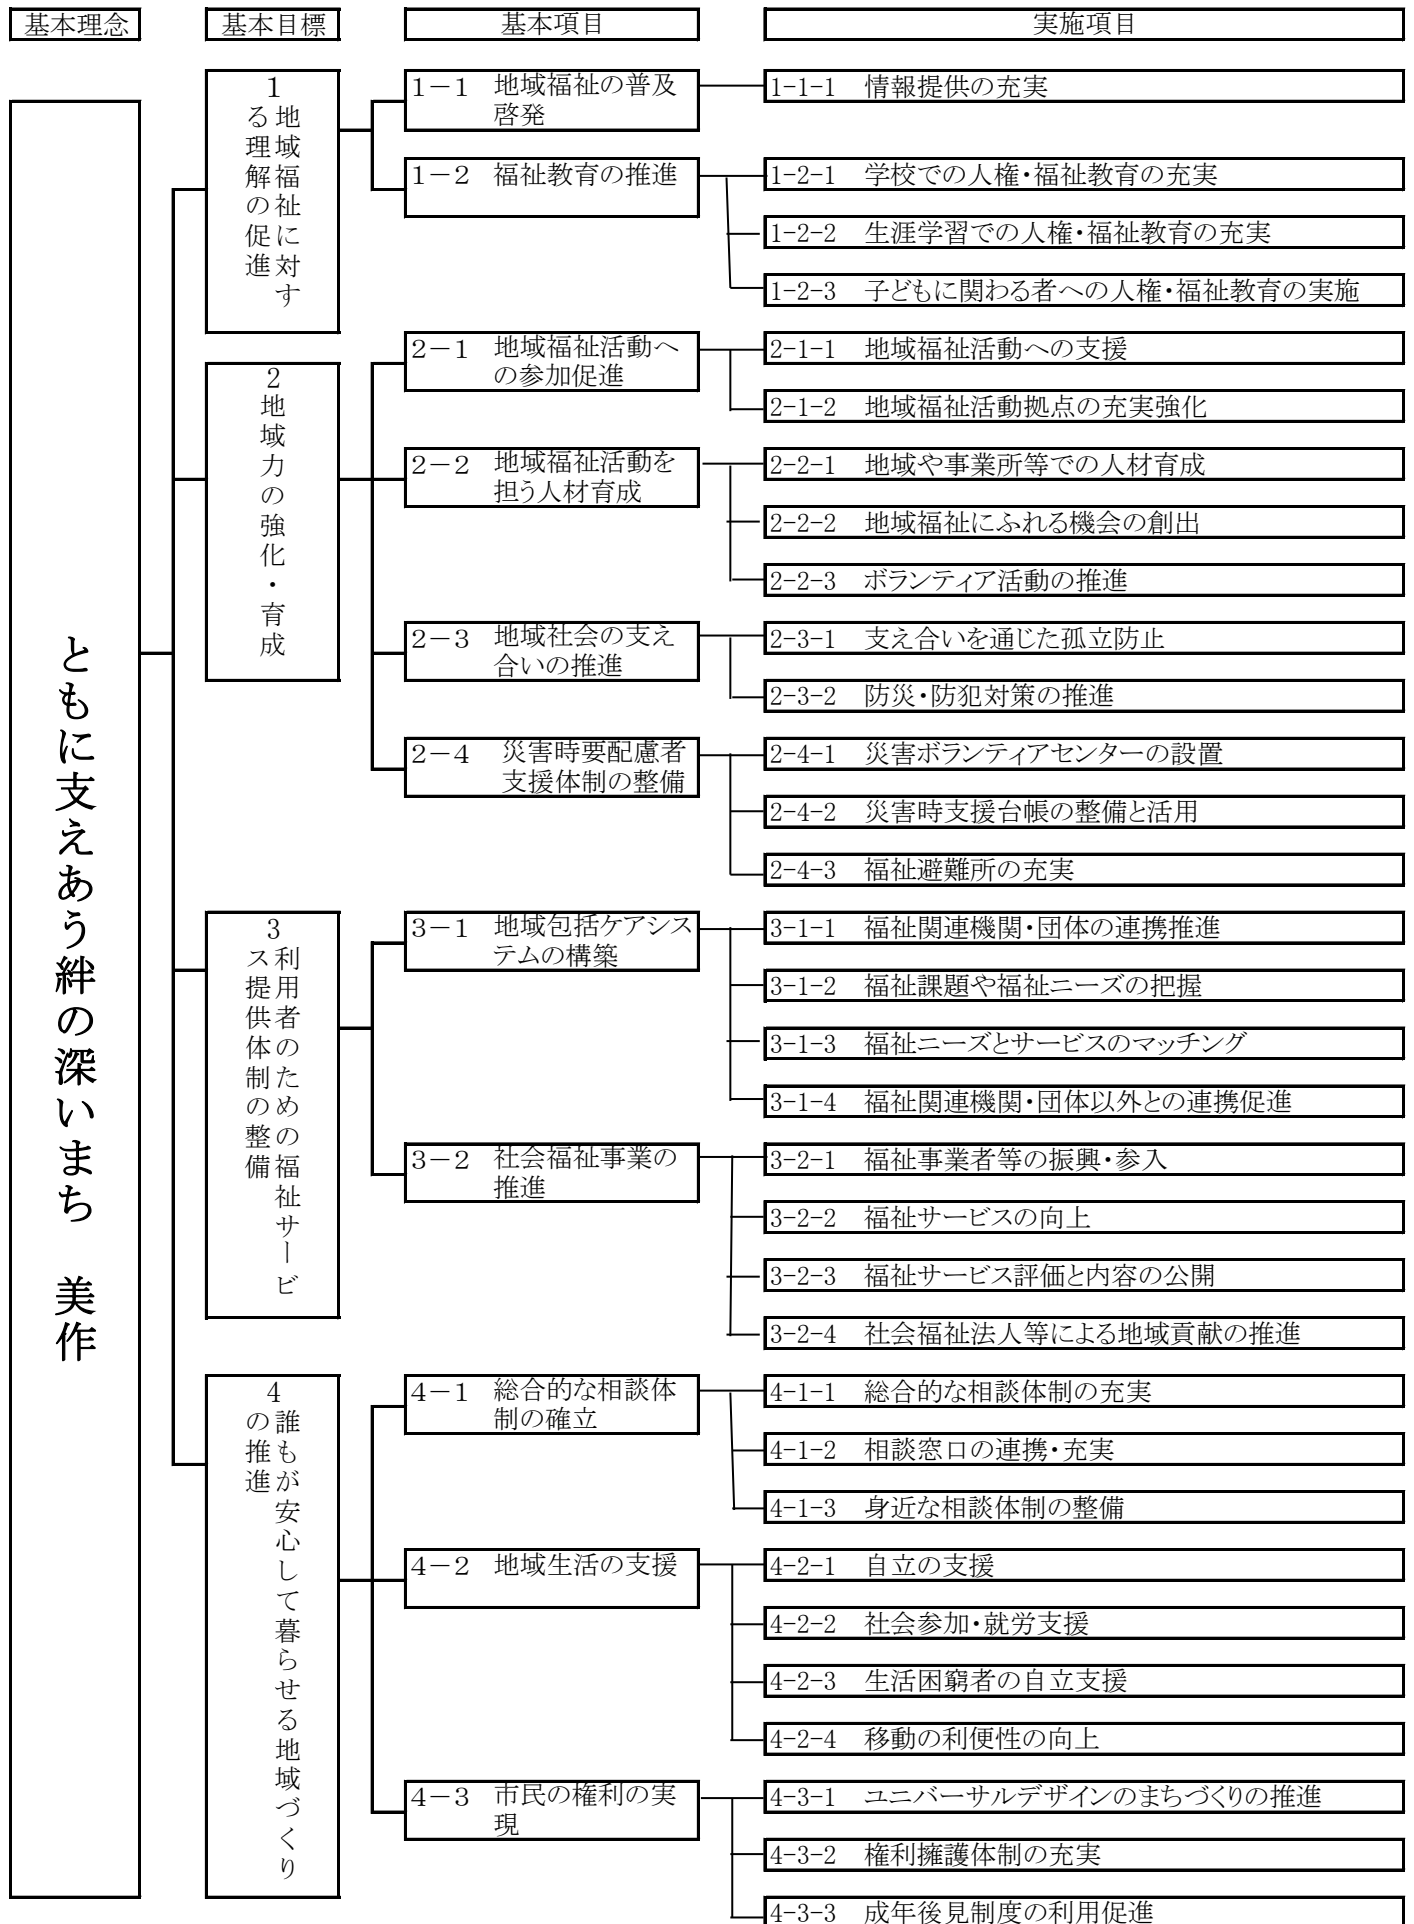 基本理念
基本目標
基本項目
実施項目
ともに支えあう絆の深いまち　美作
1
地域福祉に対す
る理解の促進
1－1　地域福祉の普及
啓発
1-1-1　情報提供の充実
1－2　福祉教育の推進
1-2-1　学校での人権・福祉教育の充実
1-2-2　生涯学習での人権・福祉教育の充実
1-2-3　子どもに関わる者への人権・福祉教育の実施
2
地域力の強化・育成
2－1　地域福祉活動へ
の参加促進
2-1-1　地域福祉活動への支援
2-1-2　地域福祉活動拠点の充実強化
2－2　地域福祉活動を
担う人材育成
2-2-1　地域や事業所等での人材育成
2-2-2　地域福祉にふれる機会の創出
2-2-3　ボランティア活動の推進
2－3　地域社会の支え
合いの推進
2-3-1　支え合いを通じた孤立防止
2-3-2　防災・防犯対策の推進
2－4　災害時要配慮者
支援体制の整備
2-4-1　災害ボランティアセンターの設置
2-4-2　災害時支援台帳の整備と活用
2-4-3　福祉避難所の充実
3
利用者のための福祉サービ
ス提供体制の整備
3－1　地域包括ケアシス
テムの構築
3-1-1　福祉関連機関・団体の連携推進
3-1-2　福祉課題や福祉ニーズの把握
3-1-3　福祉ニーズとサービスのマッチング
3-1-4　福祉関連機関・団体以外との連携促進
3－2　社会福祉事業の
推進
3-2-1　福祉事業者等の振興・参入
3-2-2　福祉サービスの向上
3-2-3　福祉サービス評価と内容の公開
3-2-4　社会福祉法人等による地域貢献の推進
4
誰もが安心して暮らせる地域づくり
の推進
4－1　総合的な相談体
制の確立
4-1-1　総合的な相談体制の充実
4-1-2　相談窓口の連携・充実
4-1-3　身近な相談体制の整備
4－2　地域生活の支援
4-2-1　自立の支援
4-2-2　社会参加・就労支援
4-2-3　生活困窮者の自立支援
4-2-4　移動の利便性の向上
4－3　市民の権利の実
現
4-3-1　ユニバーサルデザインのまちづくりの推進
4-3-2　権利擁護体制の充実
4-3-3　成年後見制度の利用促進